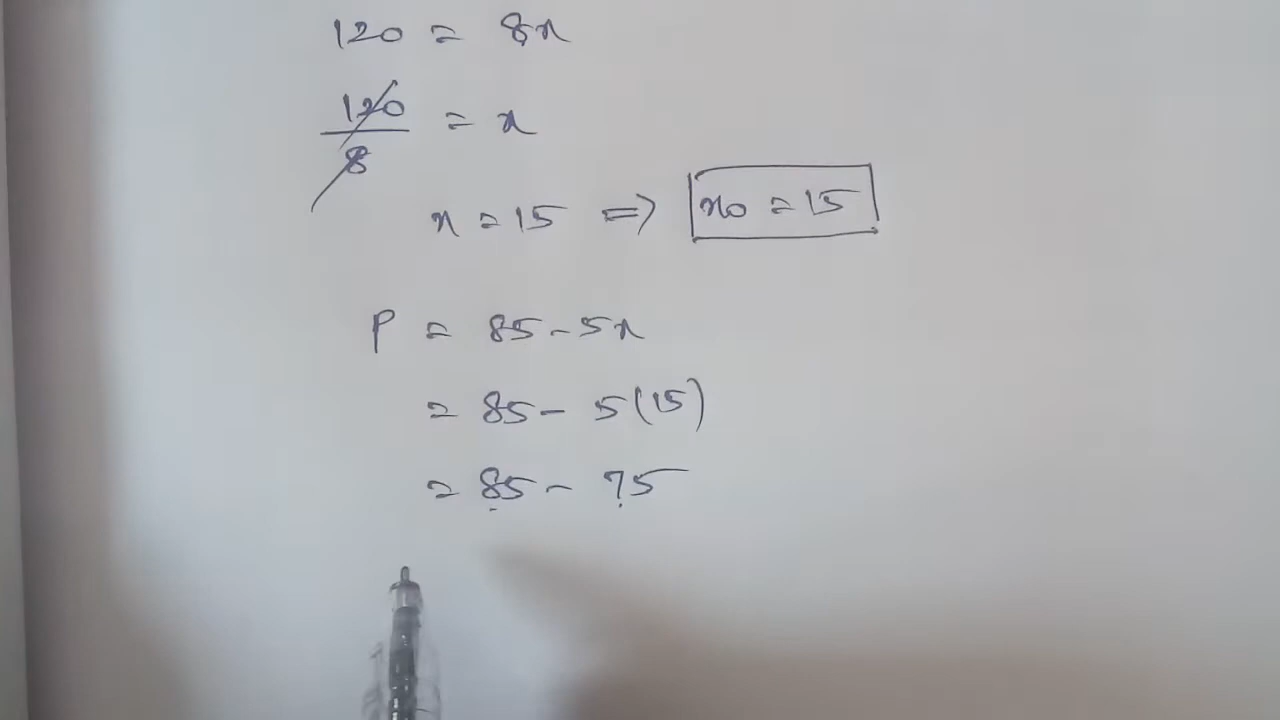 120 = 8x
120/8 = x
x = 15 => x0 = 15
P = 85 - 5x
= 85 - 5(15)
= 85 - 75